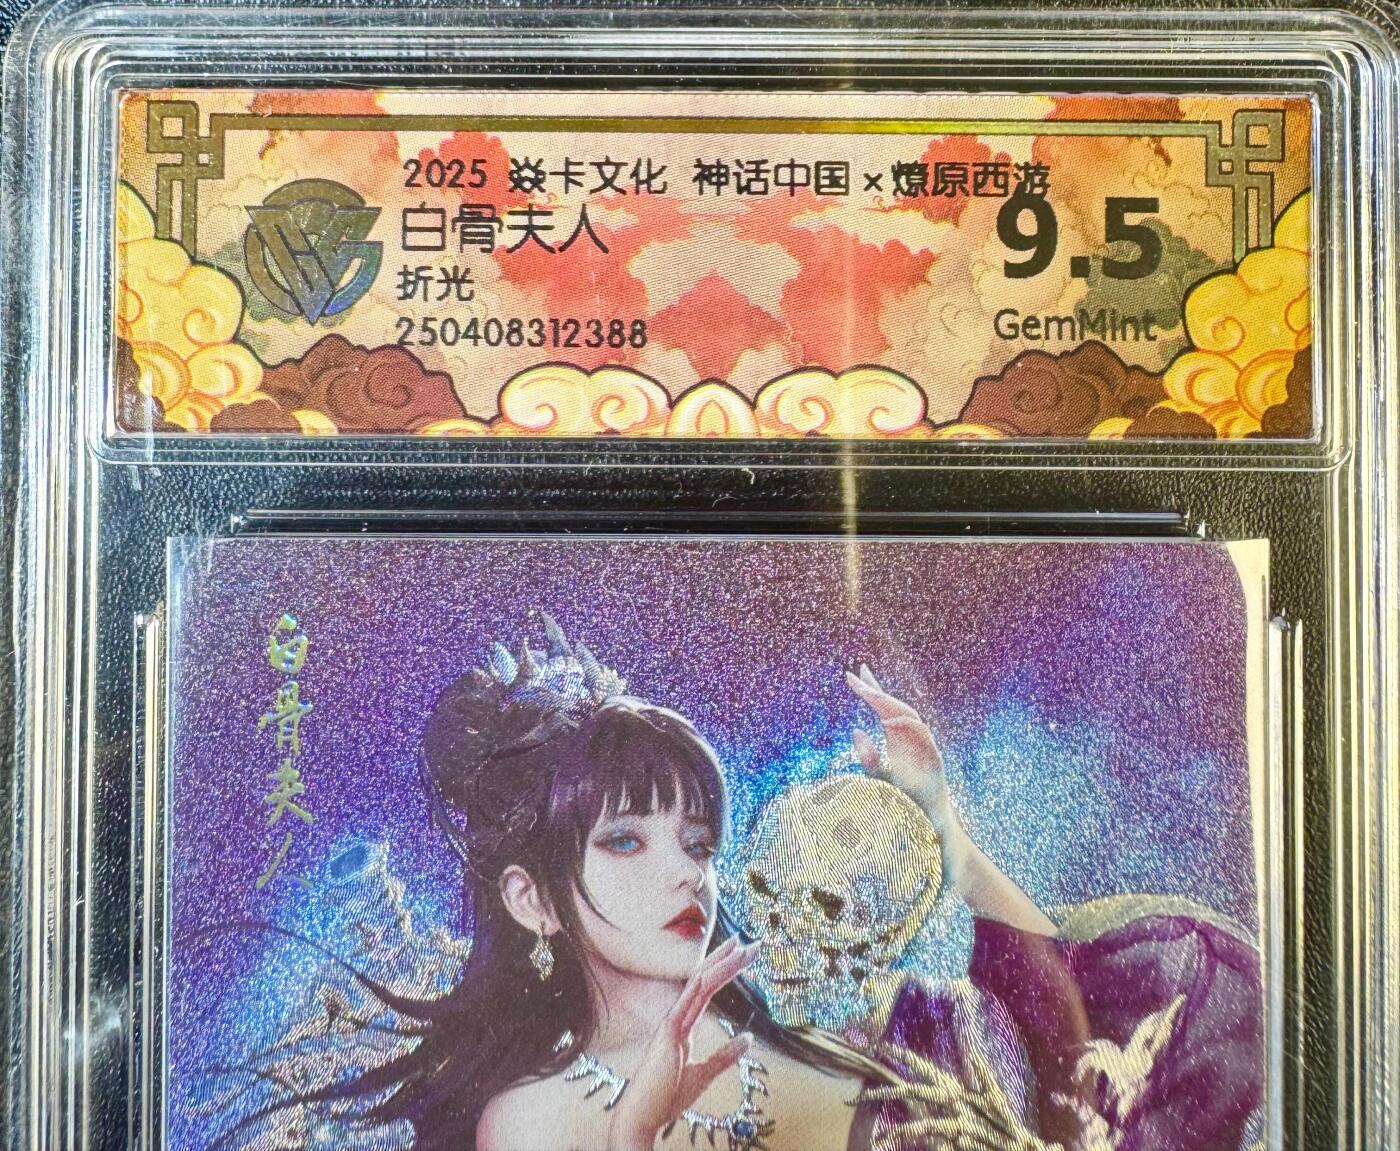 2025 焱卡文化 神话中国 x 燎原西游
白骨夫人
9.5
折光
GemMint
250408312388
白骨夫人